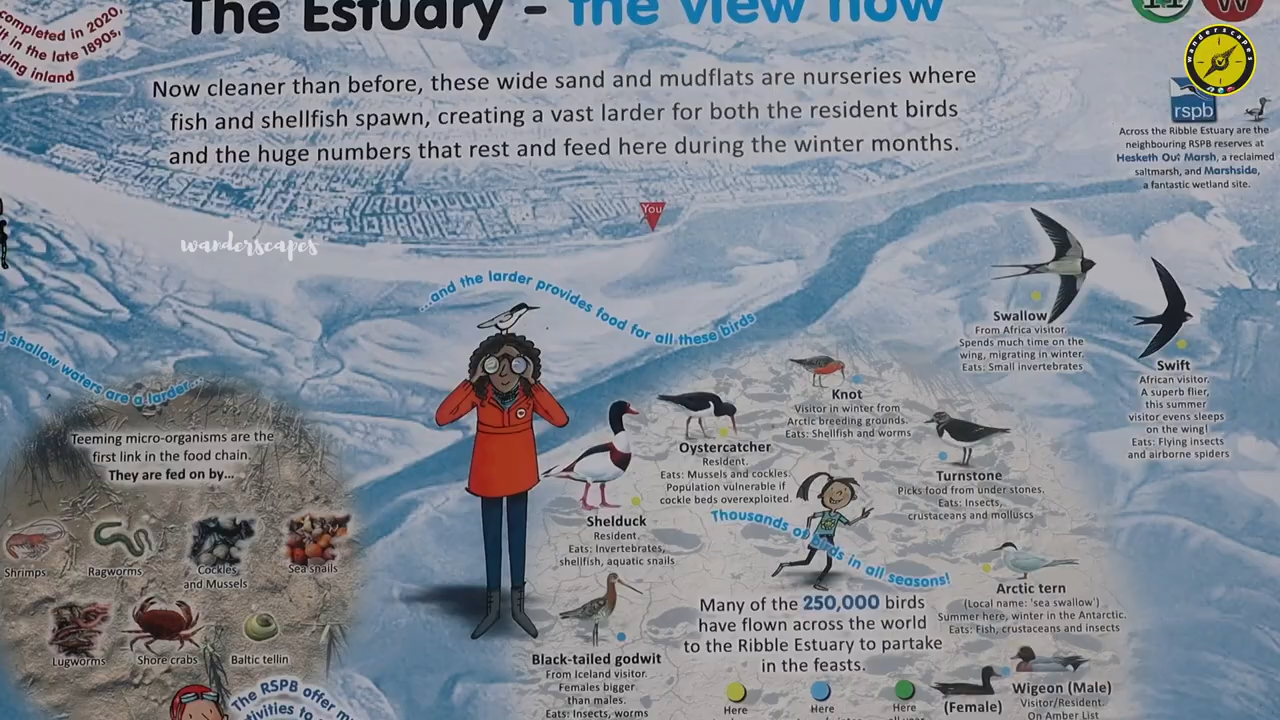 completed in 2020,
in the late 1890s,
inland
The Estuary - the view now
Now cleaner than before, these wide sand and mudflats are nurseries where
fish and shellfish spawn, creating a vast larder for both the resident birds
and the huge numbers that rest and feed here during the winter months.
wanderscapes
rspb
Across the Ribble Estuary are the
neighbouring RSPB reserves at
Hesketh Out Marsh, a reclaimed
saltmarsh, and Marshside,
a fantastic wetland site.
You
wanderscapes
...and the larder provides food for all these birds
shallow waters are a larder...
Teeming micro-organisms are the
first link in the food chain.
They are fed on by...
Shrimps
Ragworms
Cockles
and Mussels
Sea snails
Lugworms
Shore crabs
Baltic tellin
The RSPB offer
to
Swallow
From Africa visitor.
Spends much time on the
wing, migrating in winter.
Eats: Small invertebrates
Swift
African visitor.
A superb flier,
this summer
visitor evens sleeps
on the wing!
Eats: Flying insects
and airborne spiders
Knot
Visitor in winter from
Arctic breeding grounds.
Eats: Shellfish and worms
Oystercatcher
Resident.
Eats: Mussels and cockles.
Population vulnerable if
cockle beds overexploited.
Turnstone
Picks food from under stones.
Eats: Insects,
crustaceans and molluscs
Shelduck
Resident.
Eats: Invertebrates,
shellfish, aquatic snails
Thousands of birds in all seasons!
Arctic tern
(Local name: 'sea swallow')
Summer here, winter in the Antarctic.
Eats: Fish, crustaceans and insects
Many of the 250,000 birds
have flown across the world
to the Ribble Estuary to partake
in the feasts.
Black-tailed godwit
From Iceland visitor.
Females bigger
than males.
Eats: Insects, worms
Here
Here
Here
(Female)
Wigeon (Male)
Visitor/Resident.
On Amber List